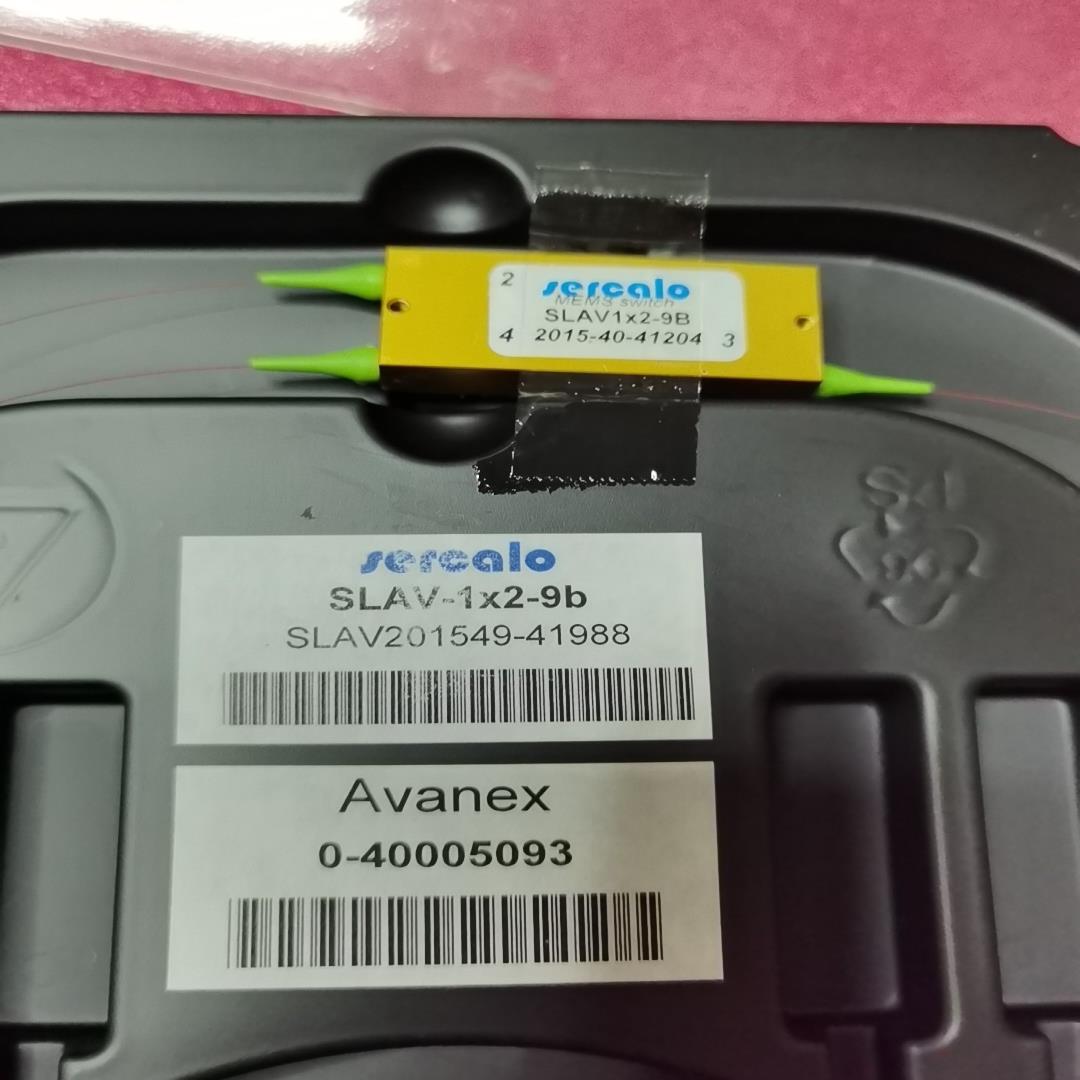 2
sercalo
MEMS switch
SLAV1x2-9B
4 2015-40-41204 3
sercalo
SLAV-1x2-9b
SLAV201549-41988
Avanex
0-40005093